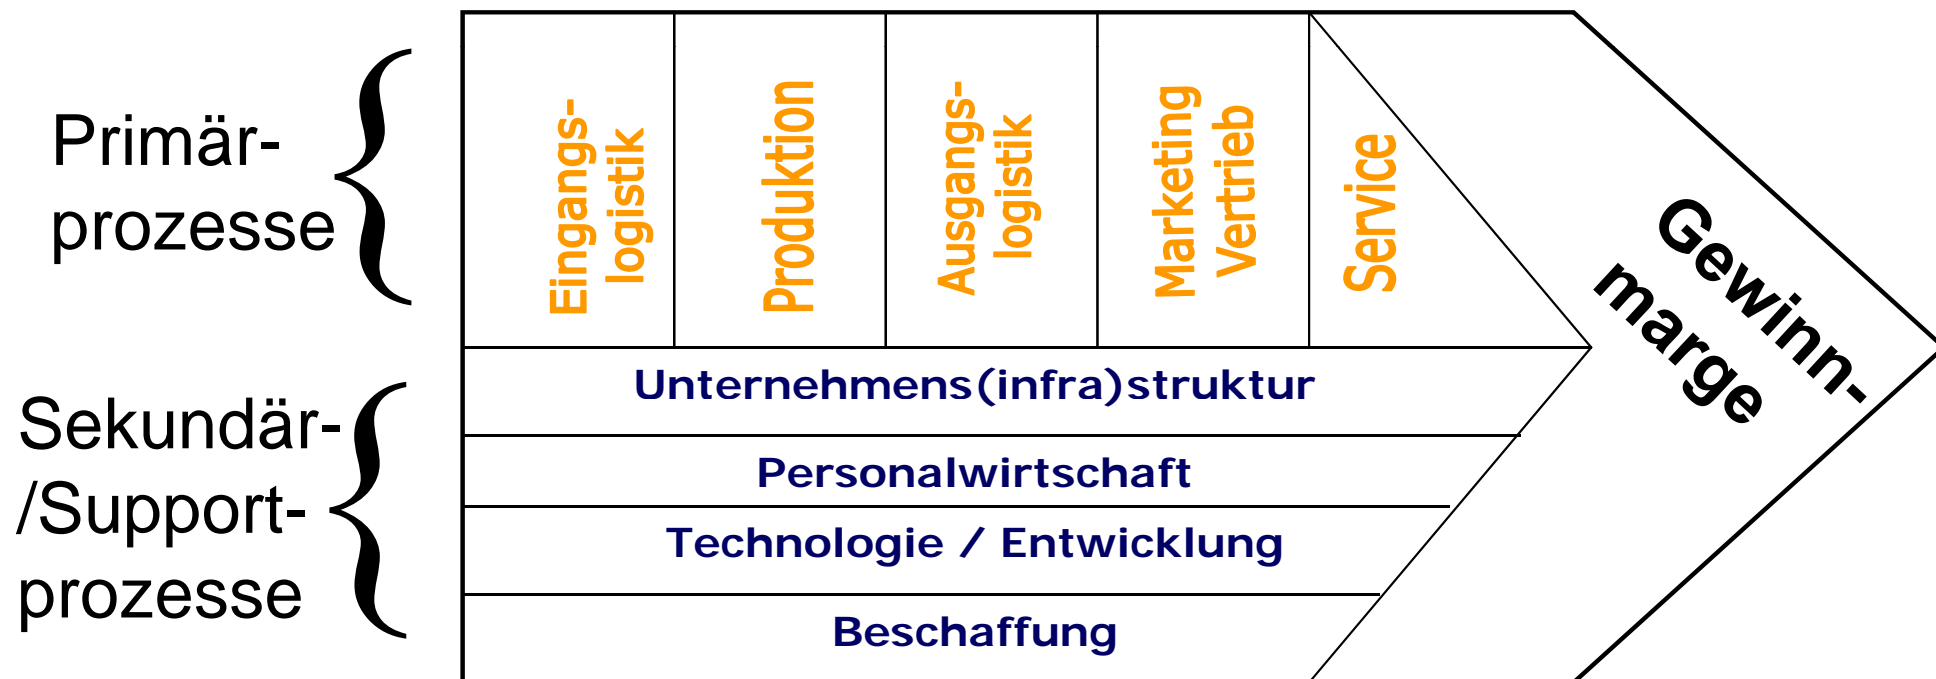 Primär-
prozesse
Eingangs-
logistik
Produktion
Ausgangs-
logistik
Marketing
Vertrieb
Service
Gewinn-
marge
Sekundär-
/Support-
prozesse
Unternehmens(infra)struktur
Personalwirtschaft
Technologie / Entwicklung
Beschaffung